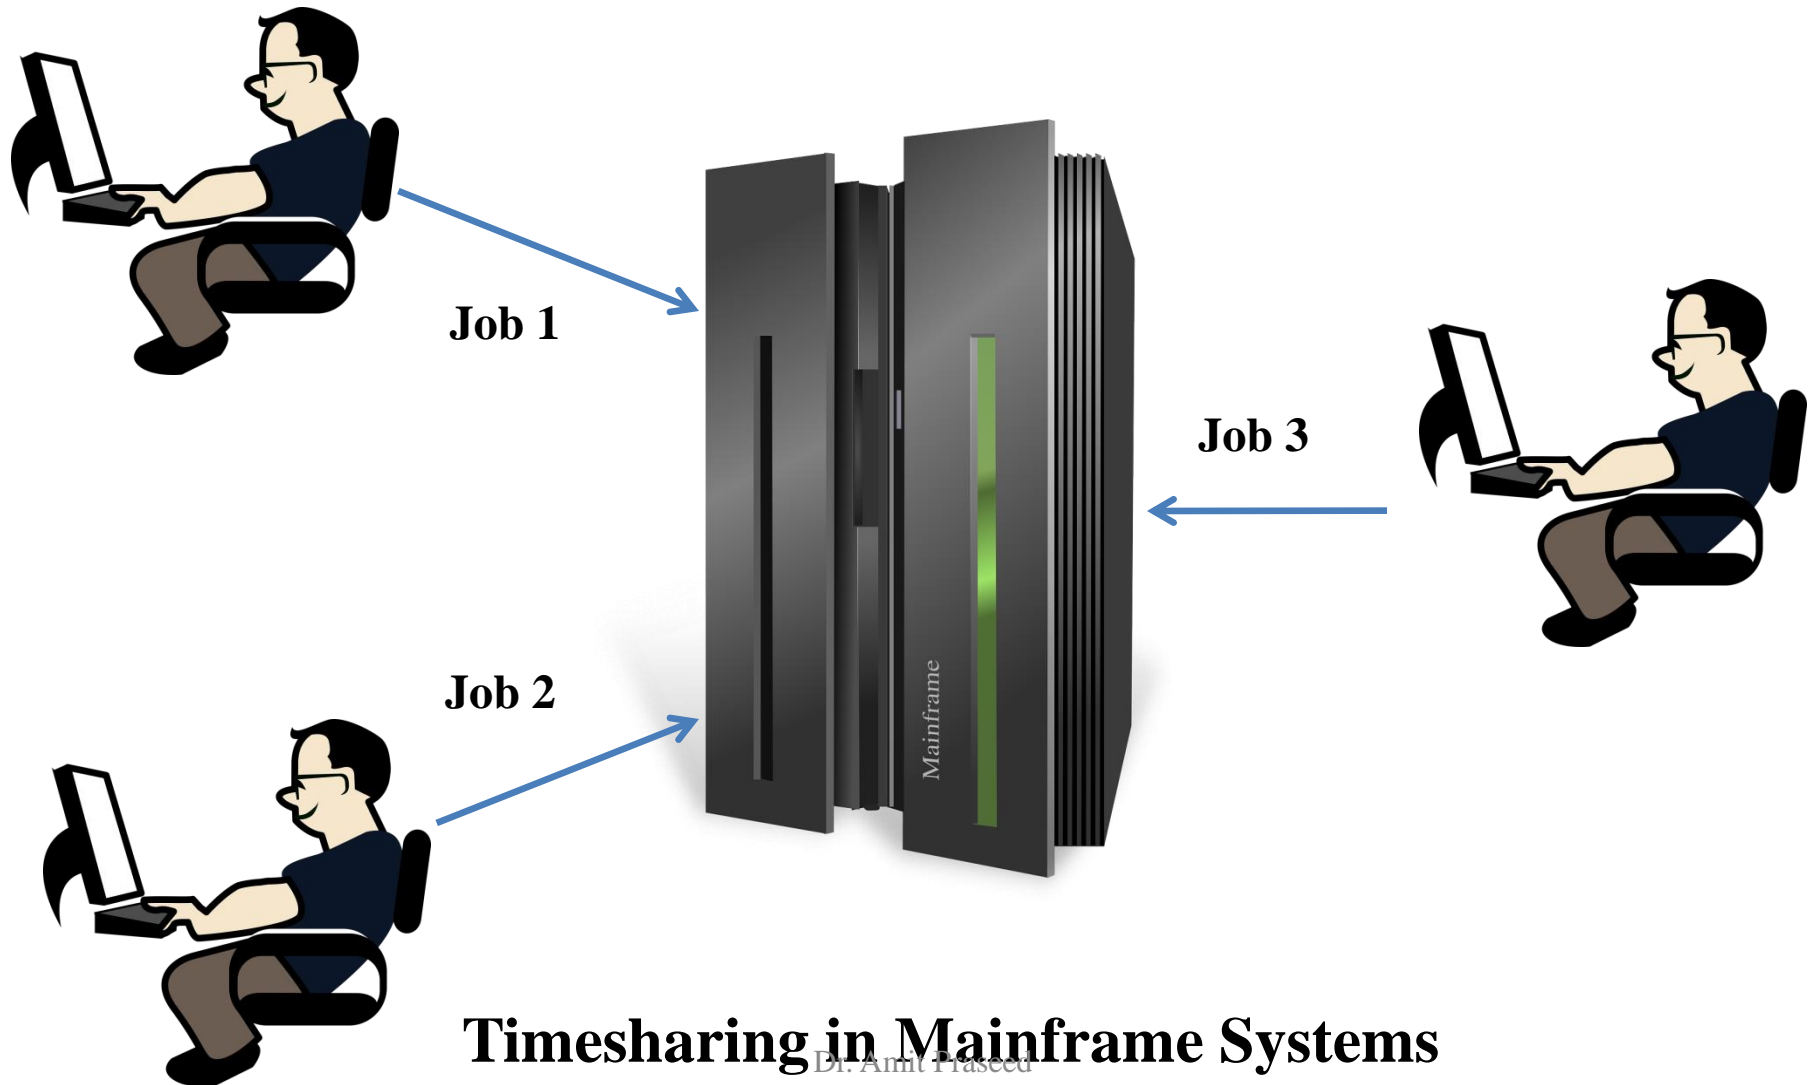 Job 1
Job 3
Job 2
Mainframe
Timesharing in Mainframe Systems
Dr. Amit Praseed